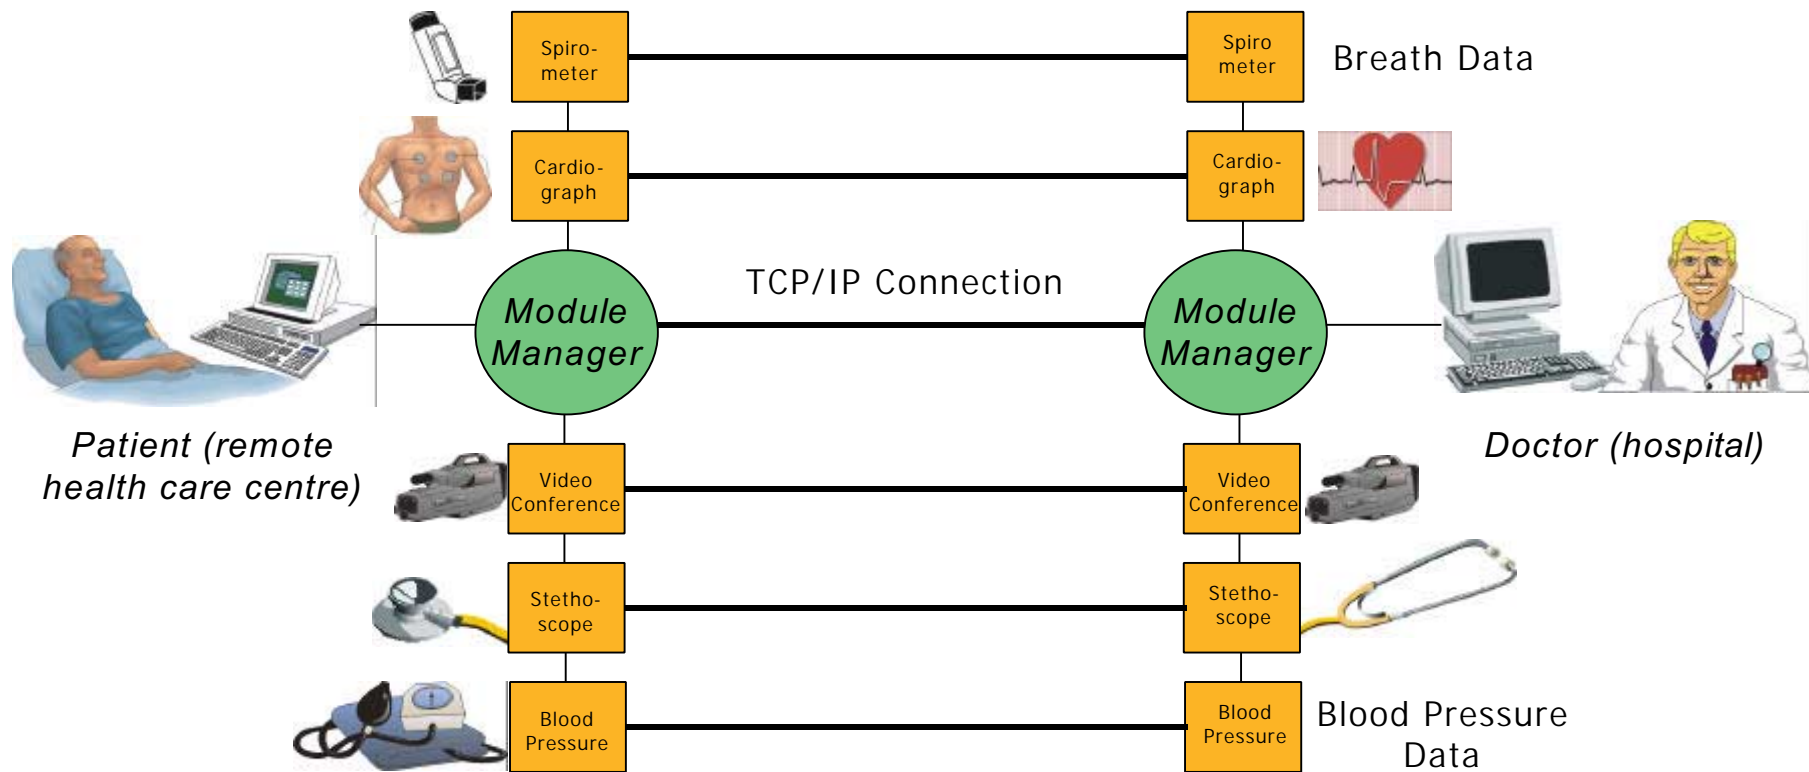 Spiro-
meter
Spiro
meter
Breath Data
Cardio-
graph
Cardio-
graph
TCP/IP Connection
Module
Manager
Module
Manager
Patient (remote
health care centre)
Doctor (hospital)
Video
Conference
Video
Conference
Stetho-
scope
Stetho-
scope
Blood
Pressure
Blood
Pressure
Blood Pressure
Data